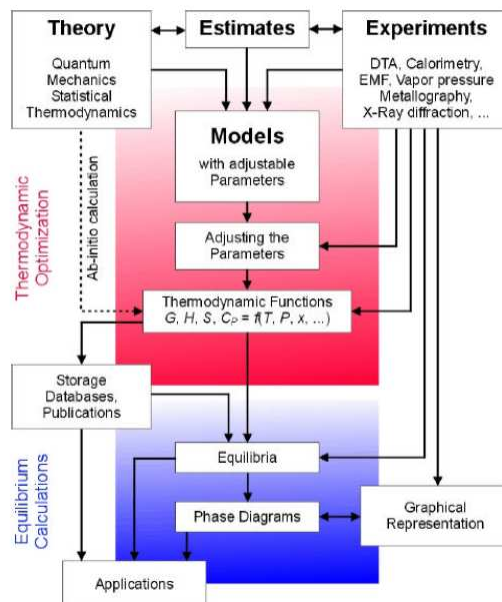 Theory
Estimates
Experiments
Quantum
Mechanics
Statistical
Thermodynamics
DTA, Calorimetry,
EMF, Vapor pressure
Metallography,
X-Ray diffraction, ...
Models
with adjustable
Parameters
Thermodynamic
Optimization
Ab-initio calculation
Adjusting the
Parameters
Thermodynamic Functions
G, H, S, CP = f(T, P, x, ...)
Storage
Databases,
Publications
Equilibrium
Calculations
Equilibria
Phase Diagrams
Graphical
Representation
Applications